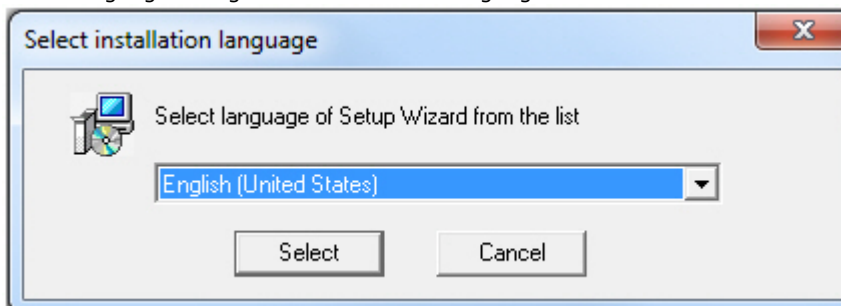 Select installation language
Select language of Setup Wizard from the list
English (United States)
Select
Cancel